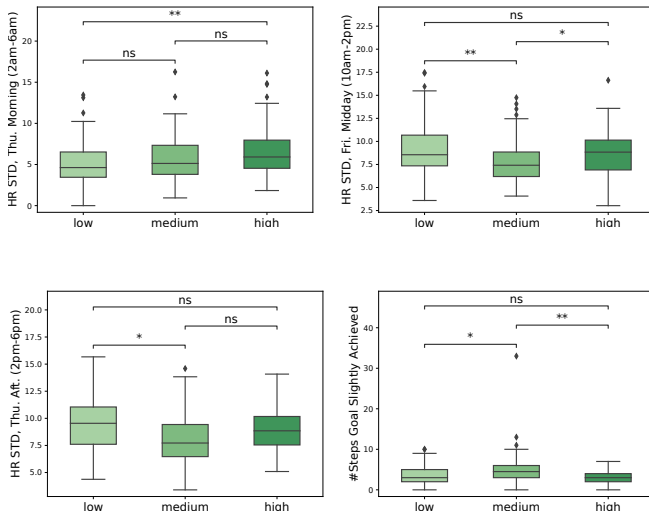 HR STD, Thu. Morning (2am-6am)
20
15
10
5
0
**
ns
ns
low
medium
high
HR STD, Fri. Midday (10am-2pm)
22.5
20.0
17.5
15.0
12.5
10.0
7.5
5.0
2.5
ns
**
*
low
medium
high
HR STD, Thu. Aft. (2pm-6pm)
20.0
17.5
15.0
12.5
10.0
7.5
5.0
ns
*
ns
low
medium
high
#Steps Goal Slightly Achieved
40
30
20
10
0
ns
*
**
low
medium
high